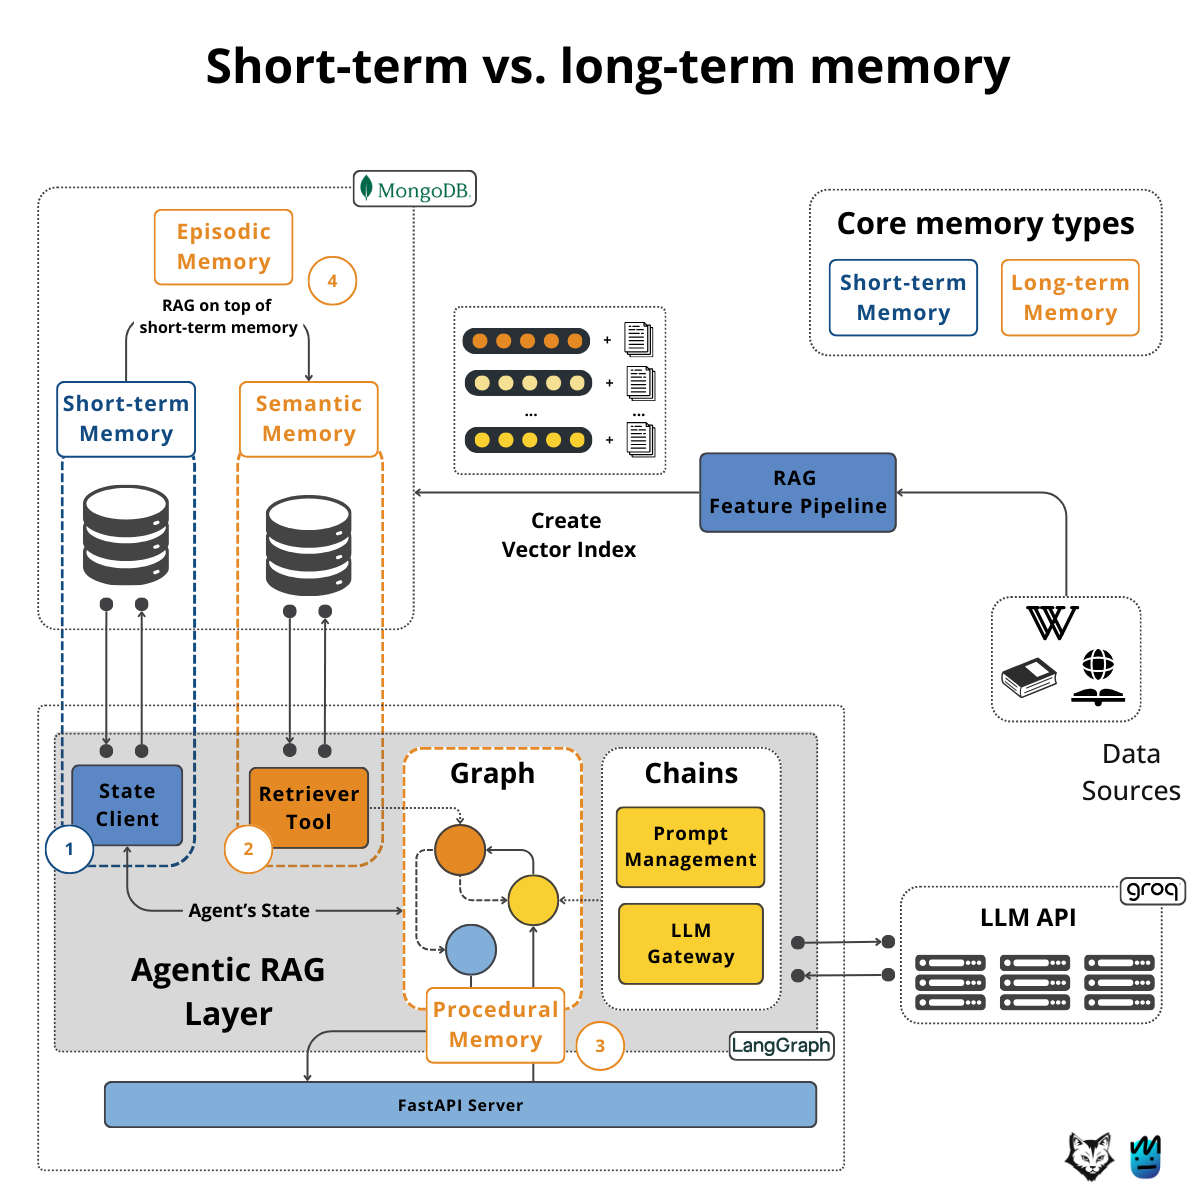 Short-term vs. long-term memory
MongoDB.
Episodic
Memory
4
RAG on top of
short-term memory
Short-term
Memory
Semantic
Memory
Core memory types
Short-term
Memory
Long-term
Memory
+
+
...
...
+
RAG
Feature Pipeline
Create
Vector Index
W
Data
Sources
State
Client
1
Retriever
Tool
2
Agent's State
Agentic RAG
Layer
Graph
Chains
Prompt
Management
LLM
Gateway
Procedural
Memory
3
LangGraph
FastAPI Server
groq
LLM API